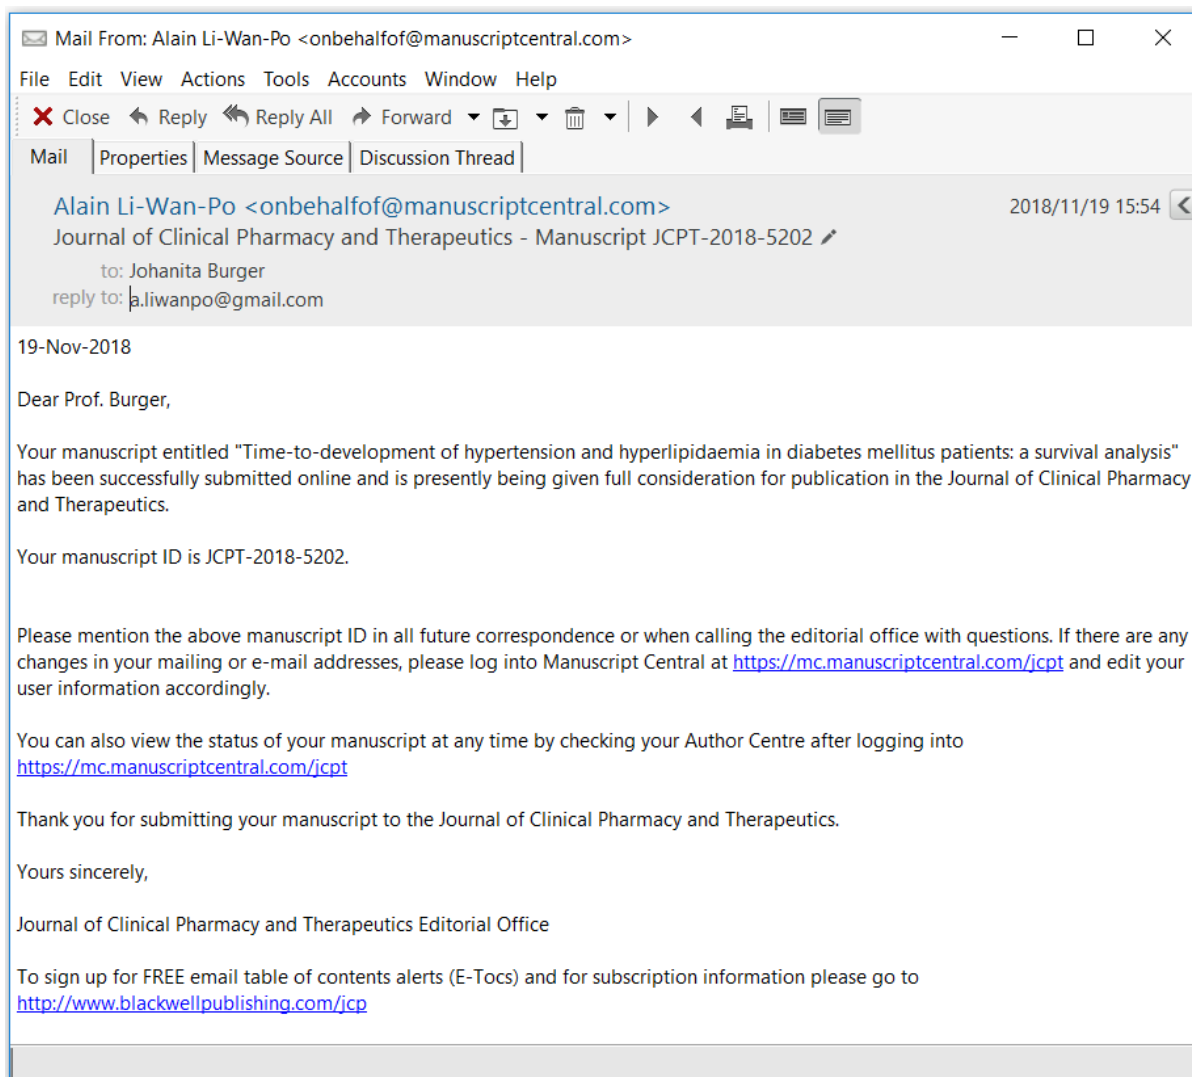 Mail From: Alain Li-Wan-Po <onbehalfof@manuscriptcentral.com>
File Edit View Actions Tools Accounts Window Help
Close Reply Reply All Forward
Mail Properties Message Source Discussion Thread
Alain Li-Wan-Po <onbehalfof@manuscriptcentral.com> 2018/11/19 15:54
Journal of Clinical Pharmacy and Therapeutics - Manuscript JCPT-2018-5202
to: Johanita Burger
reply to: a.liwanpo@gmail.com
19-Nov-2018
Dear Prof. Burger,
Your manuscript entitled "Time-to-development of hypertension and hyperlipidaemia in diabetes mellitus patients: a survival analysis"
has been successfully submitted online and is presently being given full consideration for publication in the Journal of Clinical Pharmacy
and Therapeutics.
Your manuscript ID is JCPT-2018-5202.
Please mention the above manuscript ID in all future correspondence or when calling the editorial office with questions. If there are any
changes in your mailing or e-mail addresses, please log into Manuscript Central at https://mc.manuscriptcentral.com/jcpt and edit your
user information accordingly.
You can also view the status of your manuscript at any time by checking your Author Centre after logging into
https://mc.manuscriptcentral.com/jcpt
Thank you for submitting your manuscript to the Journal of Clinical Pharmacy and Therapeutics.
Yours sincerely,
Journal of Clinical Pharmacy and Therapeutics Editorial Office
To sign up for FREE email table of contents alerts (E-Tocs) and for subscription information please go to
http://www.blackwellpublishing.com/jcp